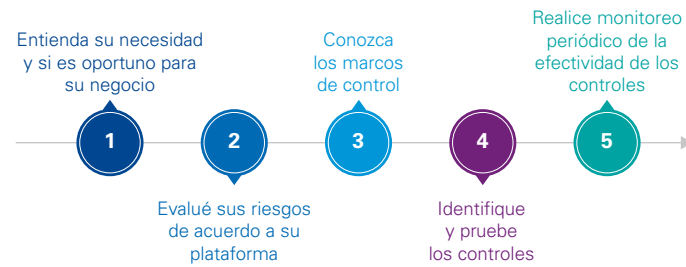 Entienda su necesidad
y si es oportuno para
su negocio
1
Evalué sus riesgos
de acuerdo a su
plataforma
2
Conozca
los marcos
de control
3
Identifique
y pruebe
los controles
4
Realice monitoreo
periódico de la
efectividad de los
controles
5